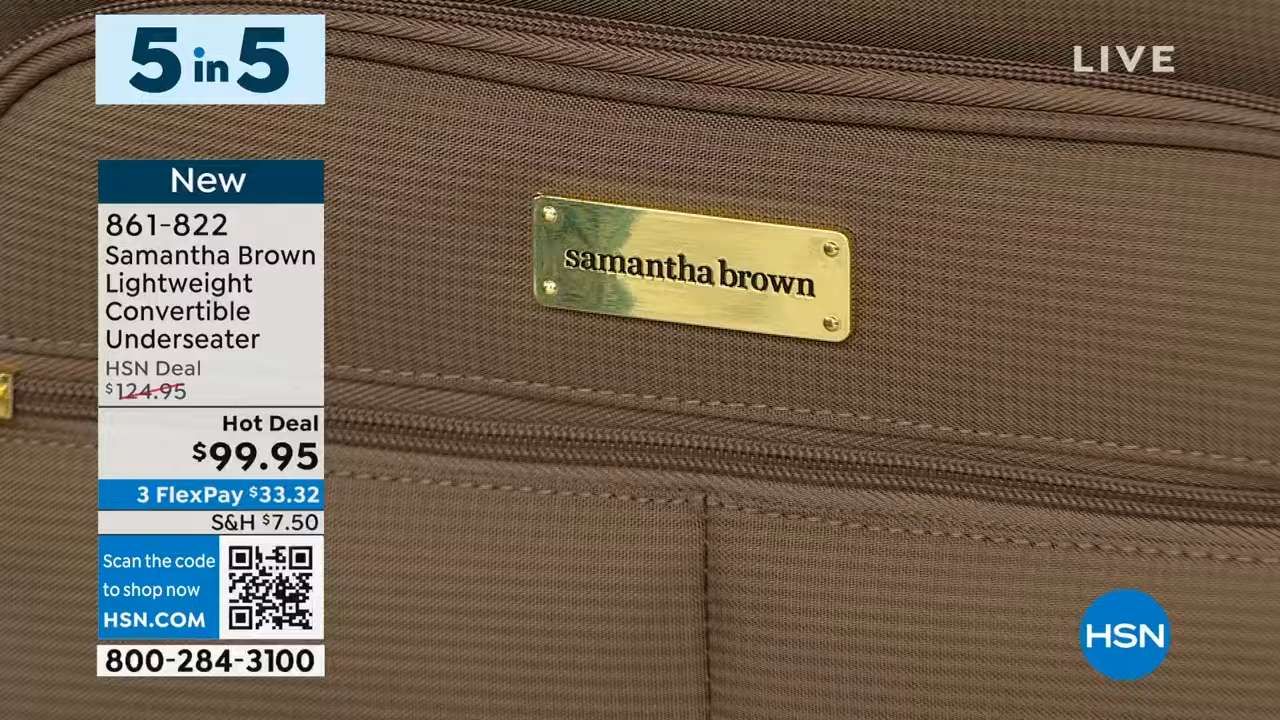 5 in 5
LIVE
New
861-822
Samantha Brown
Lightweight
Convertible
Underseater
HSN Deal
$124.95
Hot Deal
$99.95
3 FlexPay $33.32
S&H $7.50
Scan the code
to shop now
HSN.COM
800-284-3100
samantha brown
HSN